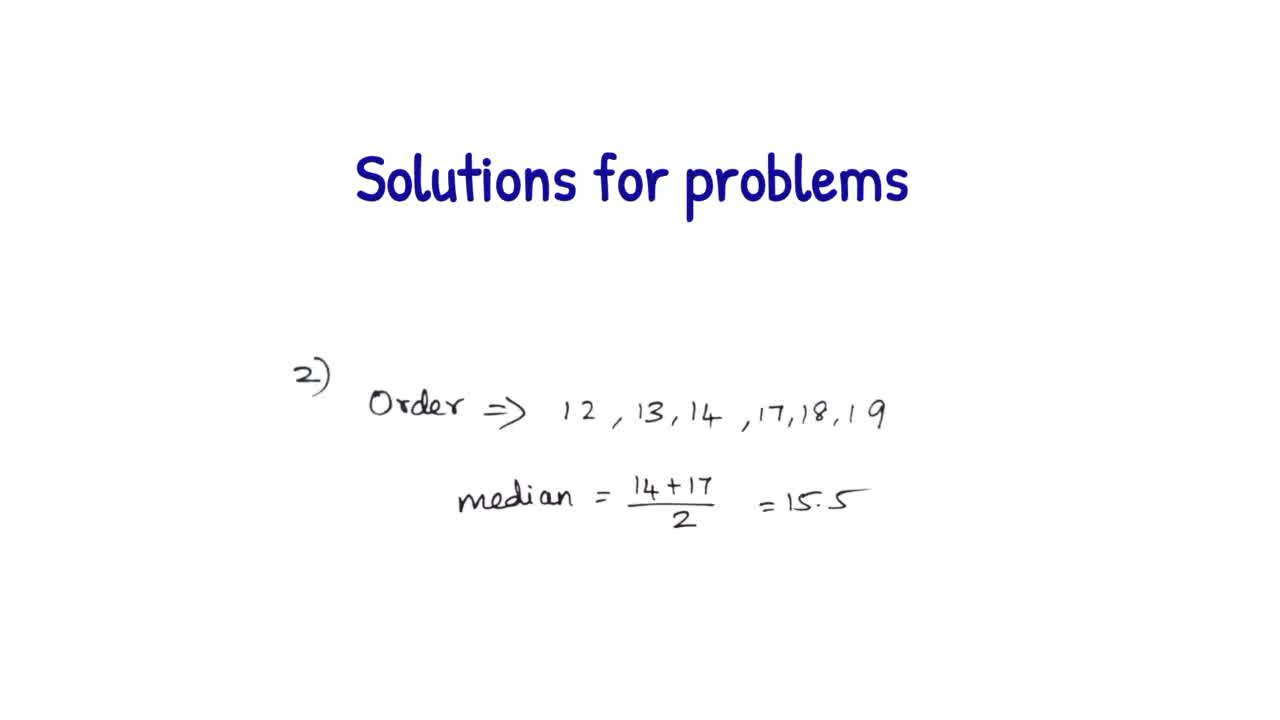 Solutions for problems
2)
Order => 12, 13, 14, 17, 18, 19
median = 14+17/2 = 15.5